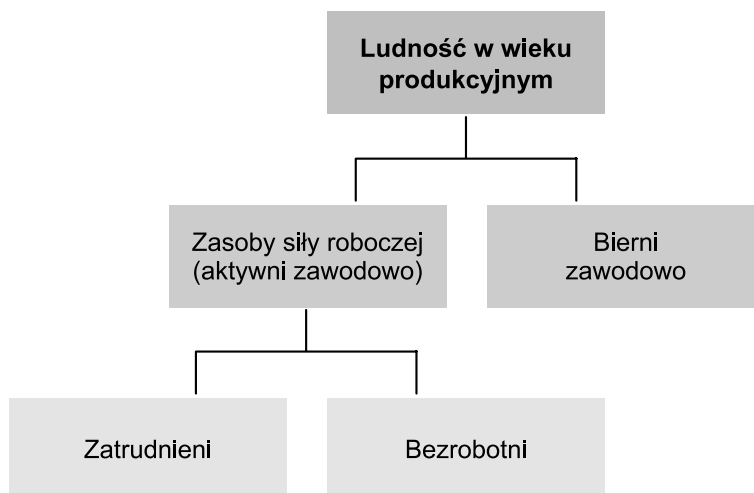 Ludność w wieku
produkcyjnym
Zasoby siły roboczej
(aktywni zawodowo)
Bierni
zawodowo
Zatrudnieni
Bezrobotni